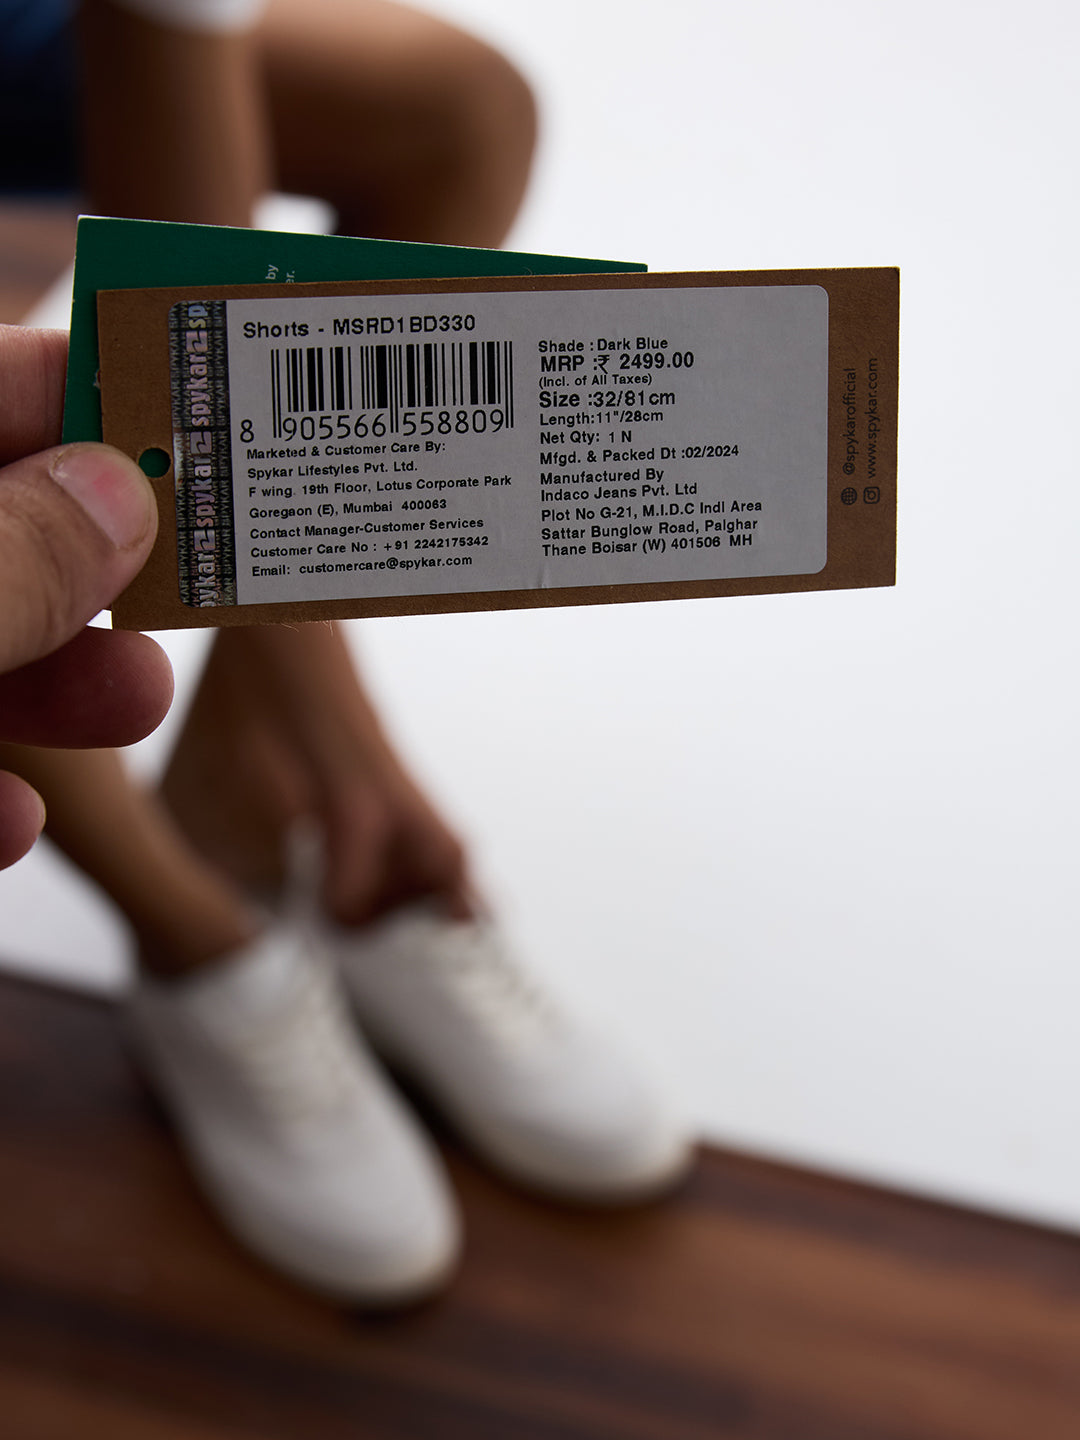 by
er.
Shorts - MSRD1BD330
8 905566 558809
Marketed & Customer Care By:
Spykar Lifestyles Pvt. Ltd.
F wing. 19th Floor, Lotus Corporate Park
Goregaon (E), Mumbai 400063
Contact Manager-Customer Services
Customer Care No : +91 2242175342
Email: customercare@spykar.com
Shade : Dark Blue
MRP :₹ 2499.00
(Incl. of All Taxes)
Size :32/81cm
Length:11"/28cm
Net Qty: 1 N
Mfgd. & Packed Dt :02/2024
Manufactured By
Indaco Jeans Pvt. Ltd
Plot No G-21, M.I.D.C Indl Area
Sattar Bunglow Road, Palghar
Thane Boisar (W) 401506 MH
spykar spykar spykar
@spykarofficial
www.spykar.com